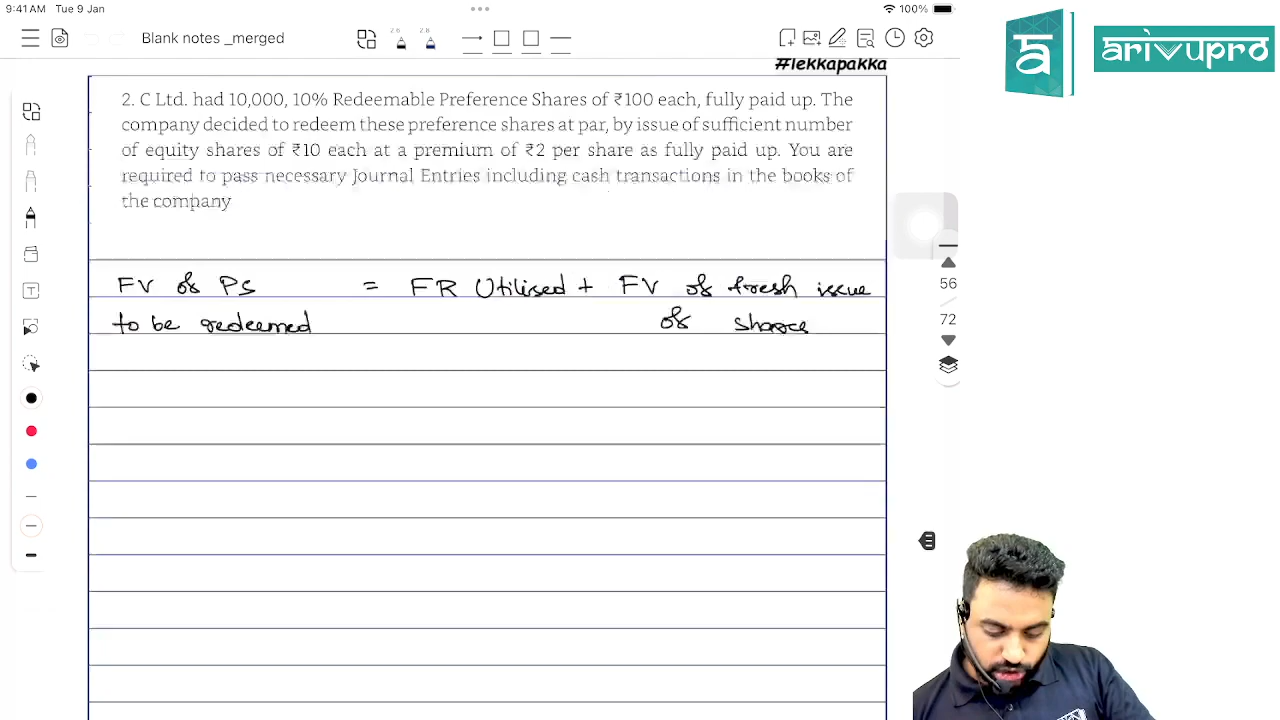 9:41 AM Tue 9 Jan
100%
Blank notes _merged
2.6
2.8
arivupro
#lekkapakka
2. C Ltd. had 10,000, 10% Redeemable Preference Shares of ₹100 each, fully paid up. The
company decided to redeem these preference shares at par, by issue of sufficient number
of equity shares of ₹10 each at a premium of ₹2 per share as fully paid up. You are
required to pass necessary Journal Entries including cash transactions in the books of
the company
56
72
FV of PS = FR Utilised + FV of fresh issue
to be redeemed of shares